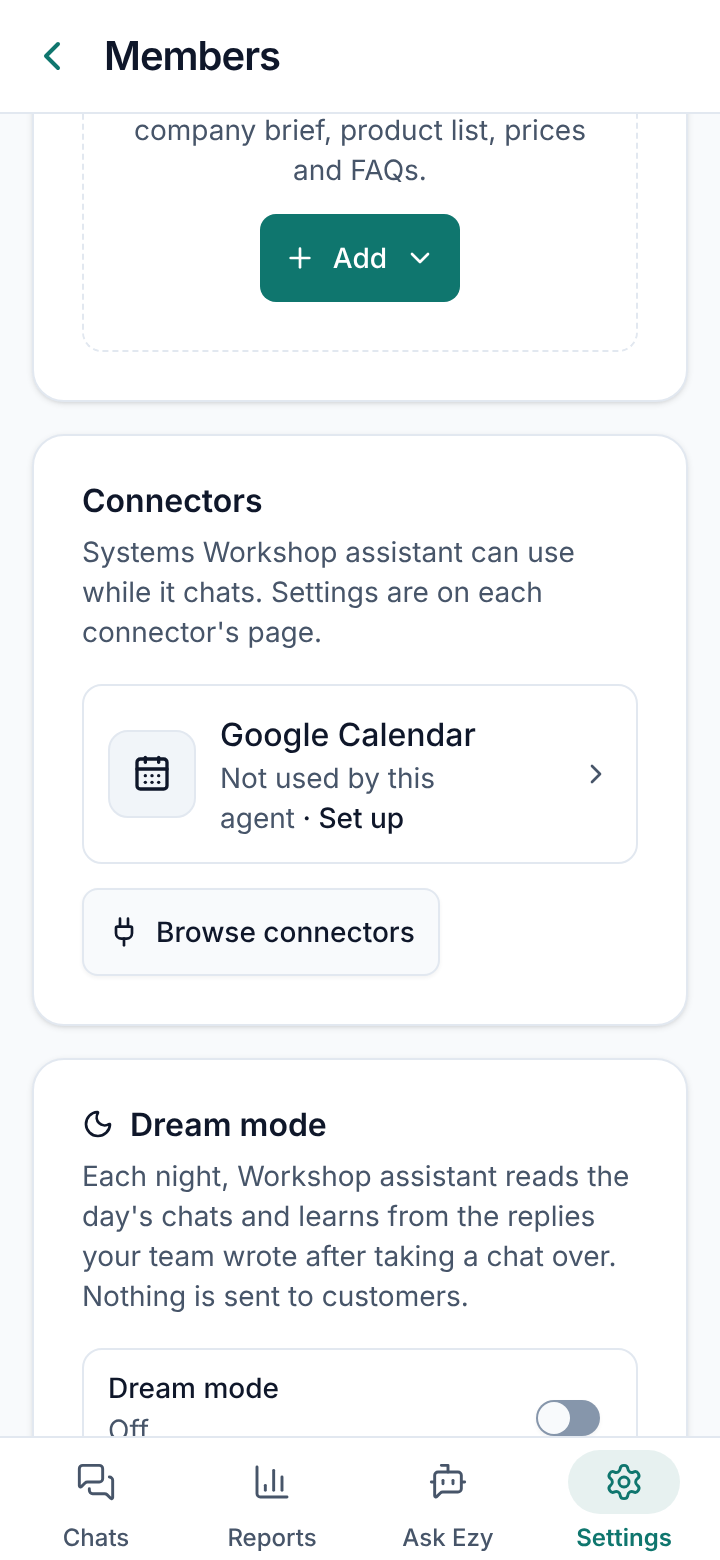 Members
company brief, product list, prices
and FAQs.
Add
Connectors
Systems Workshop assistant can use
while it chats. Settings are on each
connector's page.
Google Calendar
Not used by this
agent · Set up
Browse connectors
Dream mode
Each night, Workshop assistant reads the
day's chats and learns from the replies
your team wrote after taking a chat over.
Nothing is sent to customers.
Dream mode
Off
Chats
Reports
Ask Ezy
Settings